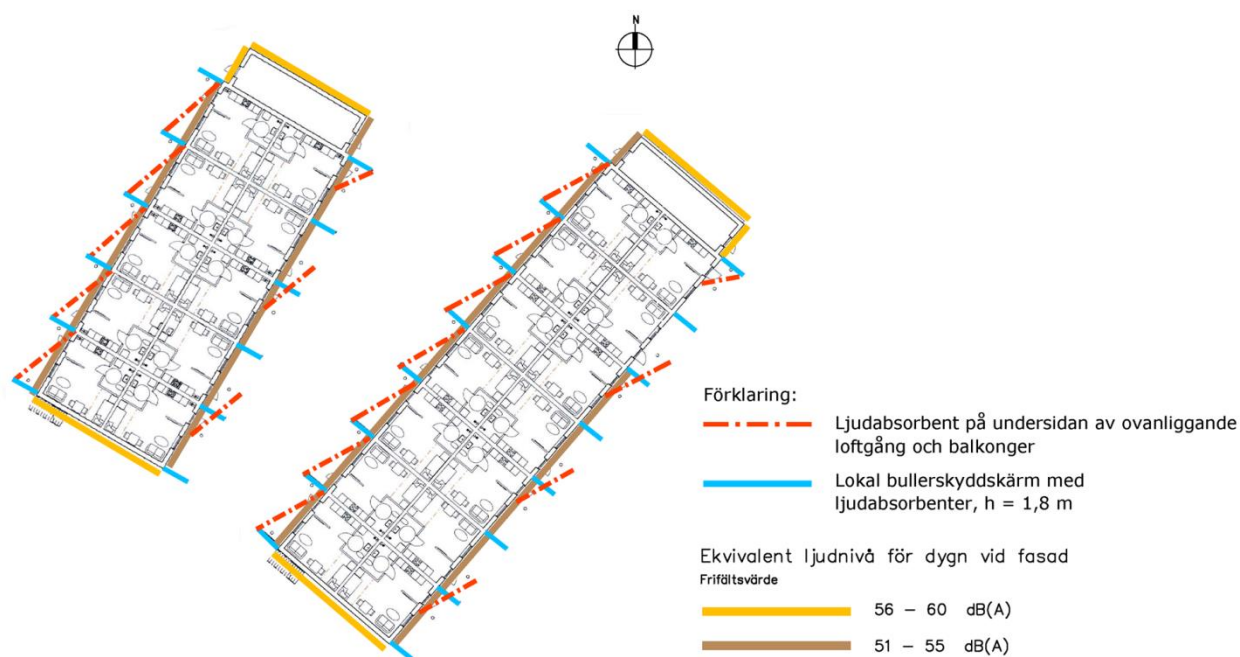 N
Förklaring:
Ljudabsorbent på undersidan av ovanliggande
loftgång och balkonger
Lokal bullerskyddskärm med
ljudabsorbenter, h = 1,8 m
Ekvivalent ljudnivå för dygn vid fasad
Frifältsvärde
56 – 60 dB(A)
51 – 55 dB(A)